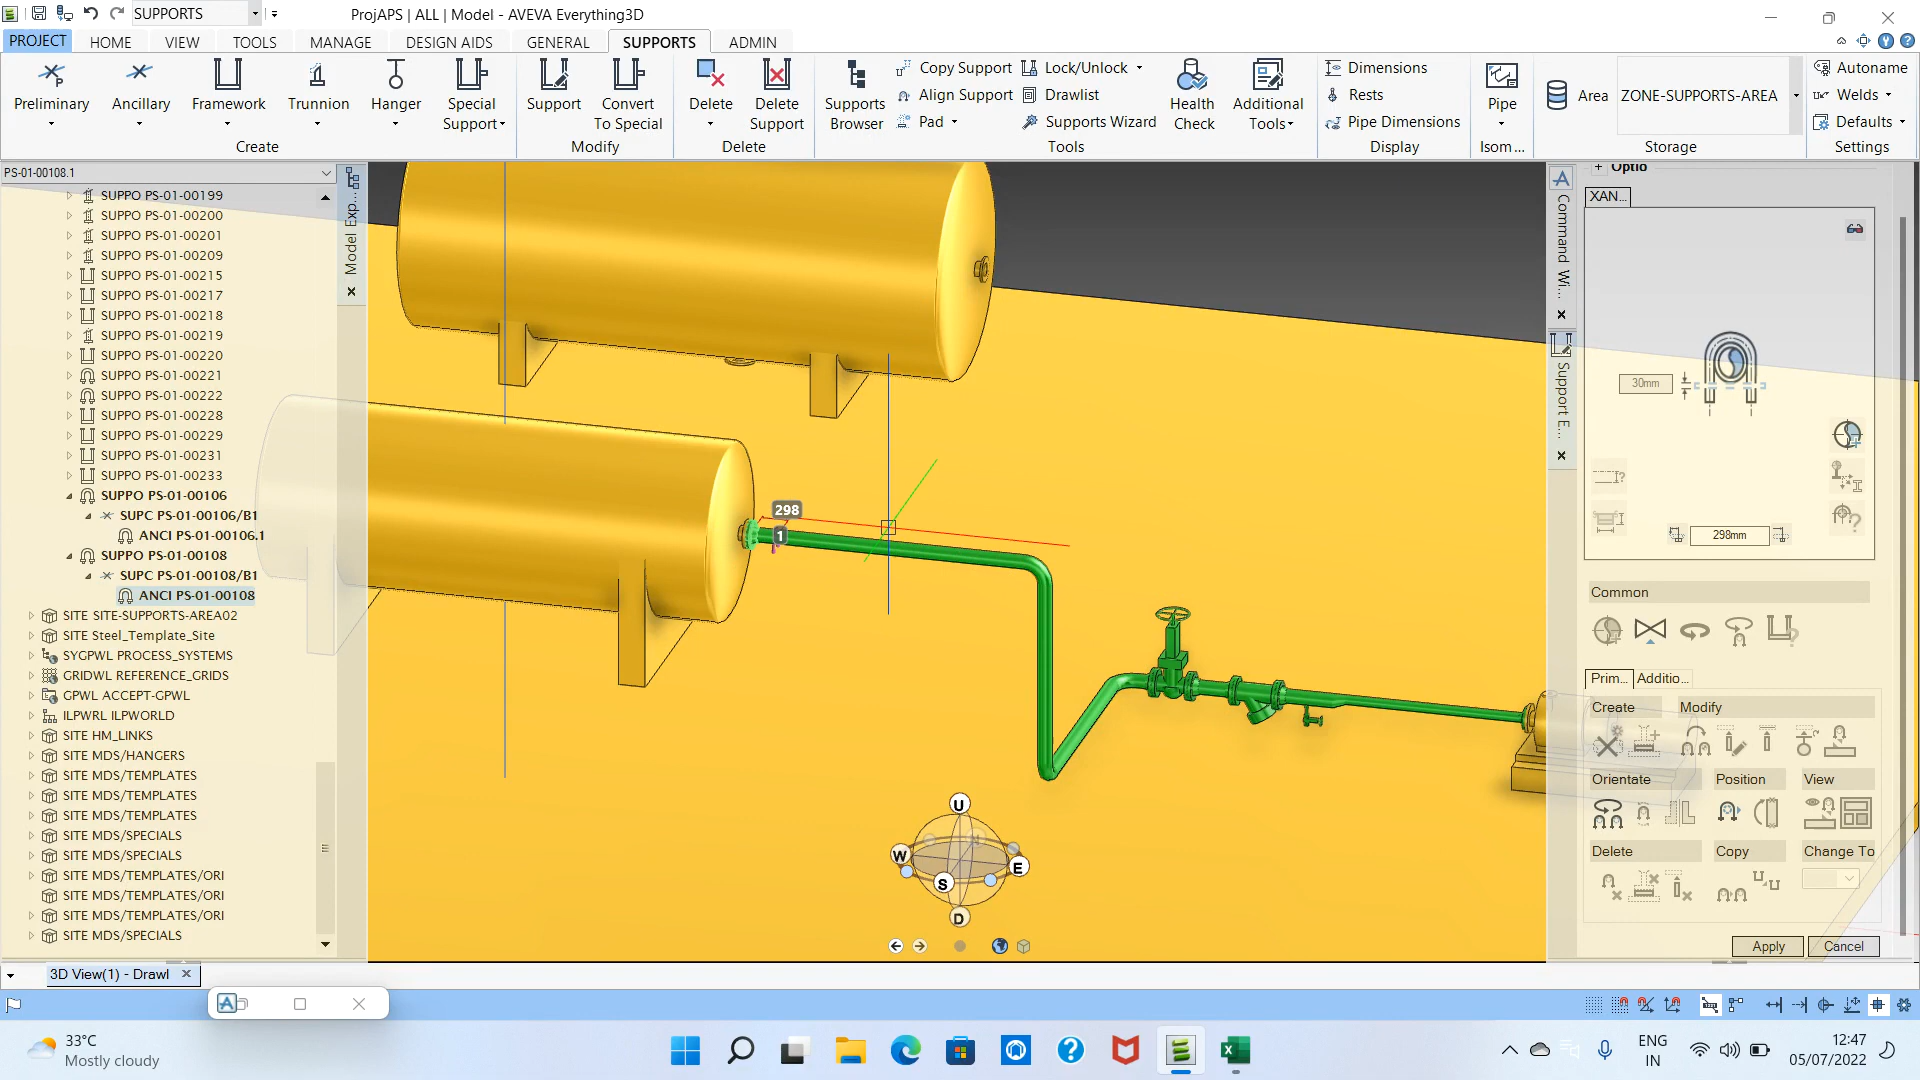 SUPPORTS
ProjAPS | ALL | Model - AVEVA Everything3D
PROJECT HOME VIEW TOOLS MANAGE DESIGN AIDS GENERAL SUPPORTS ADMIN
Preliminary
Ancillary
Framework
Trunnion
Hanger
Special Support
Create
Support
Convert To Special
Modify
Delete
Delete Support
Delete
Supports Browser
Copy Support
Align Support
Pad
Lock/Unlock
Drawlist
Supports Wizard
Health Check
Additional Tools
Tools
Dimensions
Rests
Pipe Dimensions
Display
Pipe
Isom ...
Area
ZONE-SUPPORTS-AREA
Storage
Autoname
Welds
Defaults
Settings
PS-01-00108.1
SUPPO PS-01-00199
SUPPO PS-01-00200
SUPPO PS-01-00201
SUPPO PS-01-00209
SUPPO PS-01-00215
SUPPO PS-01-00217
SUPPO PS-01-00218
SUPPO PS-01-00219
SUPPO PS-01-00220
SUPPO PS-01-00221
SUPPO PS-01-00222
SUPPO PS-01-00228
SUPPO PS-01-00229
SUPPO PS-01-00231
SUPPO PS-01-00233
SUPPO PS-01-00106
SUPC PS-01-00106/B1
ANCI PS-01-00106.1
SUPPO PS-01-00108
SUPC PS-01-00108/B1
ANCI PS-01-00108
SITE SITE-SUPPORTS-AREA02
SITE Steel_Template_Site
SYGPWL PROCESS_SYSTEMS
GRIDWL REFERENCE_GRIDS
GPWL ACCEPT-GPWL
ILPWRL ILPWORLD
SITE HM_LINKS
SITE MDS/HANGERS
SITE MDS/TEMPLATES
SITE MDS/TEMPLATES
SITE MDS/TEMPLATES
SITE MDS/SPECIALS
SITE MDS/SPECIALS
SITE MDS/TEMPLATES/ORI
SITE MDS/TEMPLATES/ORI
SITE MDS/TEMPLATES/ORI
SITE MDS/SPECIALS
Model Exp...
298
1
U
W
E
S
D
Command Wi...
Support E...
Optio
XAN...
30mm
298mm
Common
Prim...
Additio...
Create
Modify
Orientate
Position
View
Delete
Copy
Change To
Apply
Cancel
3D View(1) - Drawl
33°C
Mostly cloudy
ENG
IN
12:47
05/07/2022